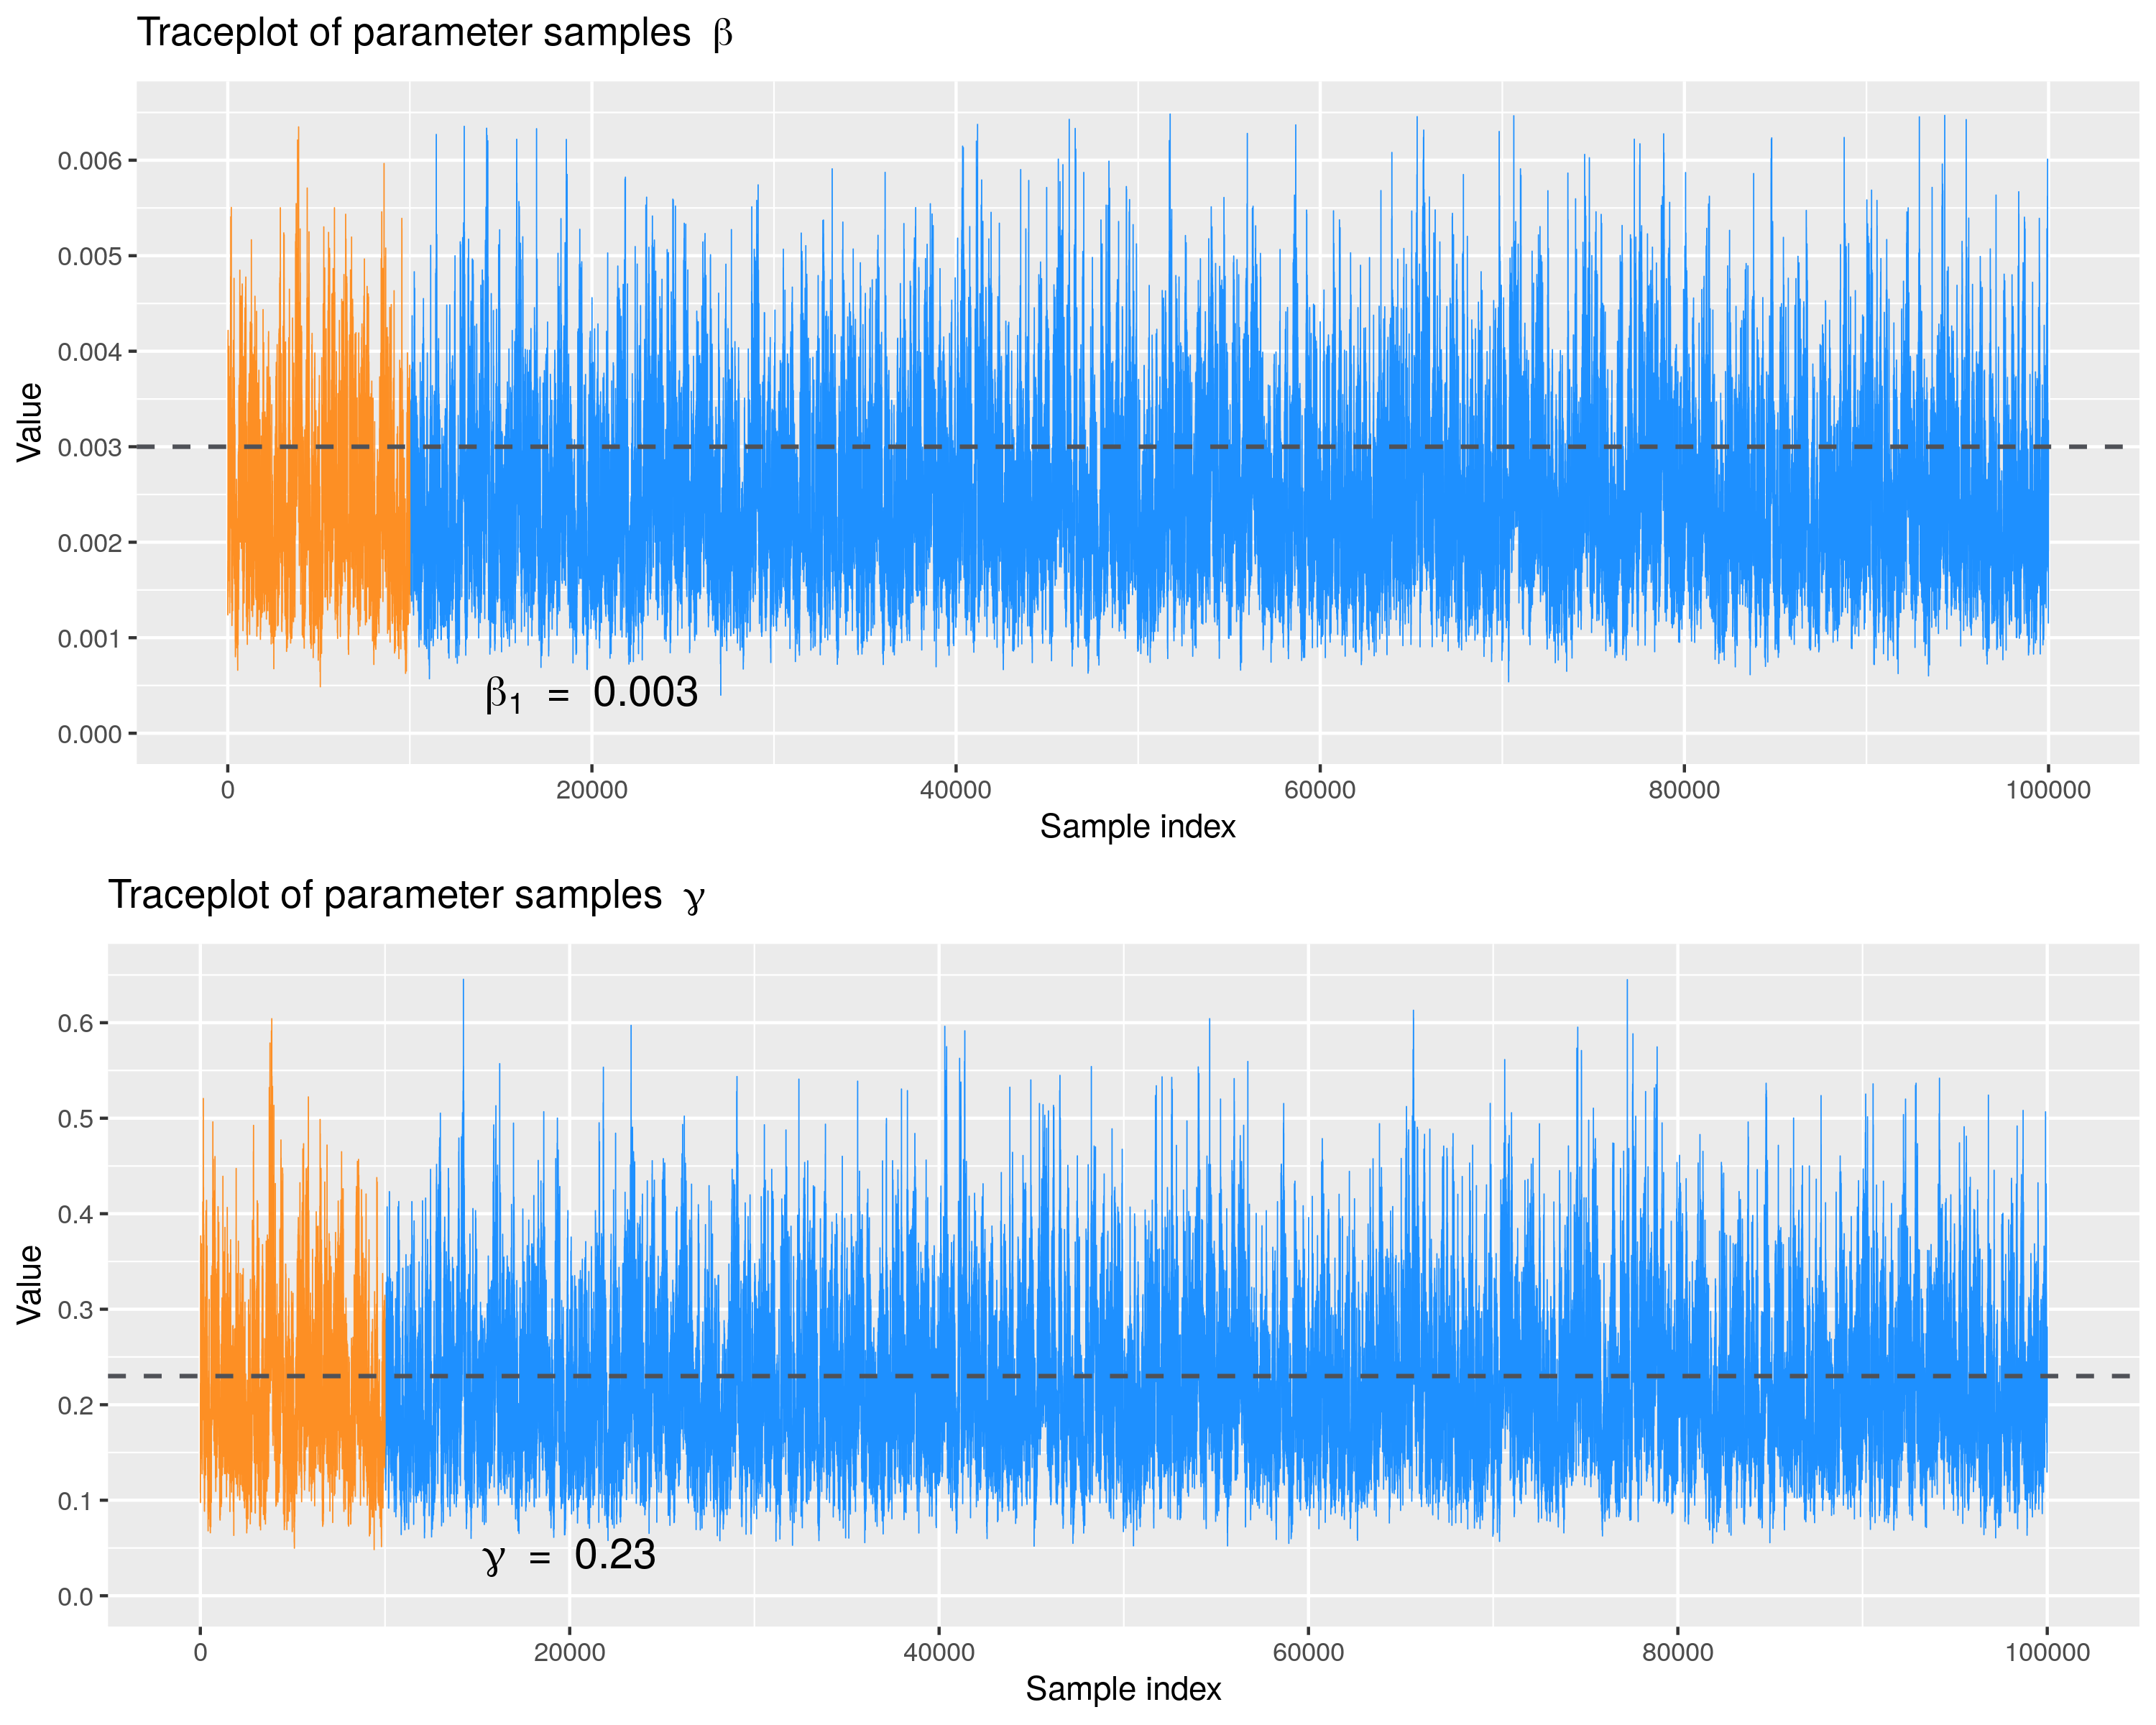 Traceplot of parameter samples β
Value
0.006
0.005
0.004
0.003
0.002
0.001
0.000
β₁ = 0.003
0 20000 40000 60000 80000 100000
Sample index
Traceplot of parameter samples γ
Value
0.6
0.5
0.4
0.3
0.2
0.1
0.0
γ = 0.23
0 20000 40000 60000 80000 100000
Sample index